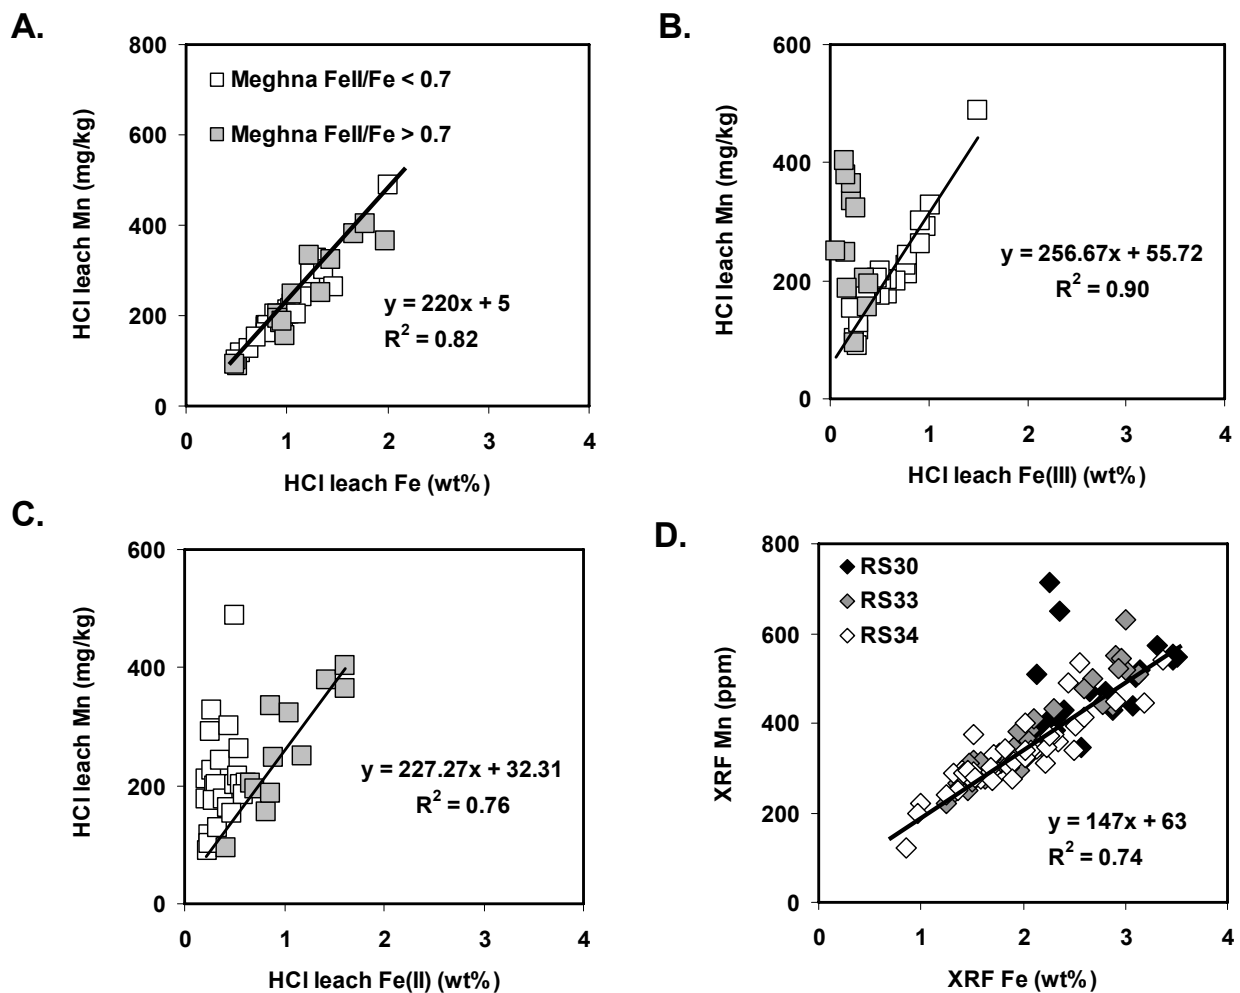 A.
HCl leach Mn (mg/kg)
800
600
400
200
0
Meghna FeII/Fe < 0.7
Meghna FeII/Fe > 0.7
y = 220x + 5
R² = 0.82
0 1 2 3 4
HCl leach Fe (wt%)
B.
HCl leach Mn (mg/kg)
600
400
200
0
y = 256.67x + 55.72
R² = 0.90
0 1 2 3 4
HCl leach Fe(III) (wt%)
C.
HCl leach Mn (mg/kg)
600
400
200
0
y = 227.27x + 32.31
R² = 0.76
0 1 2 3 4
HCl leach Fe(II) (wt%)
D.
XRF Mn (ppm)
800
600
400
200
0
RS30
RS33
RS34
y = 147x + 63
R² = 0.74
0 1 2 3 4
XRF Fe (wt%)